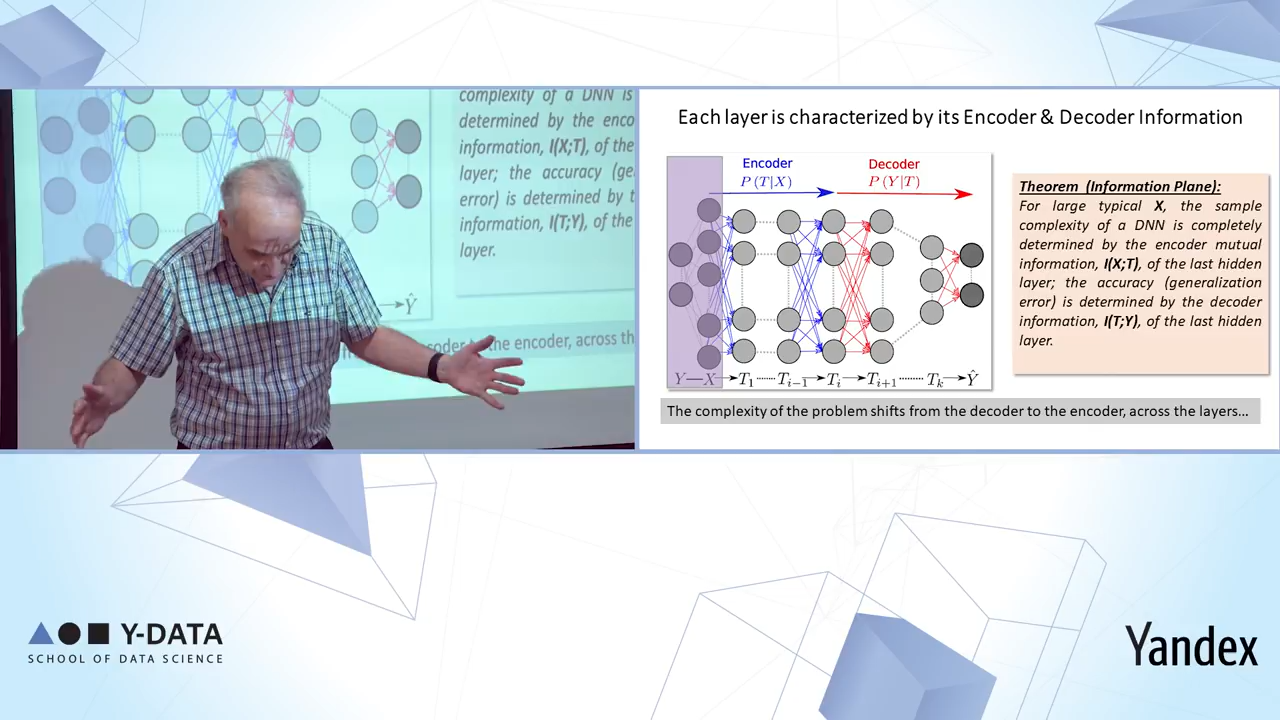 complexity of a DNN is
determined by the enco
information, I(X;T), of the
layer; the accuracy (ge
error) is determined by t
information, I(T;Y), of the
layer.
Ŷ
the encoder, across th
Each layer is characterized by its Encoder & Decoder Information
Encoder
P (T|X)
Decoder
P (Y|T)
Y—X T₁ Tᵢ₋₁ Tᵢ Tᵢ₊₁ Tₖ Ŷ
Theorem (Information Plane):
For large typical X, the sample
complexity of a DNN is completely
determined by the encoder mutual
information, I(X;T), of the last hidden
layer; the accuracy (generalization
error) is determined by the decoder
information, I(T;Y), of the last hidden
layer.
The complexity of the problem shifts from the decoder to the encoder, across the layers...
Y-DATA
SCHOOL OF DATA SCIENCE
Yandex